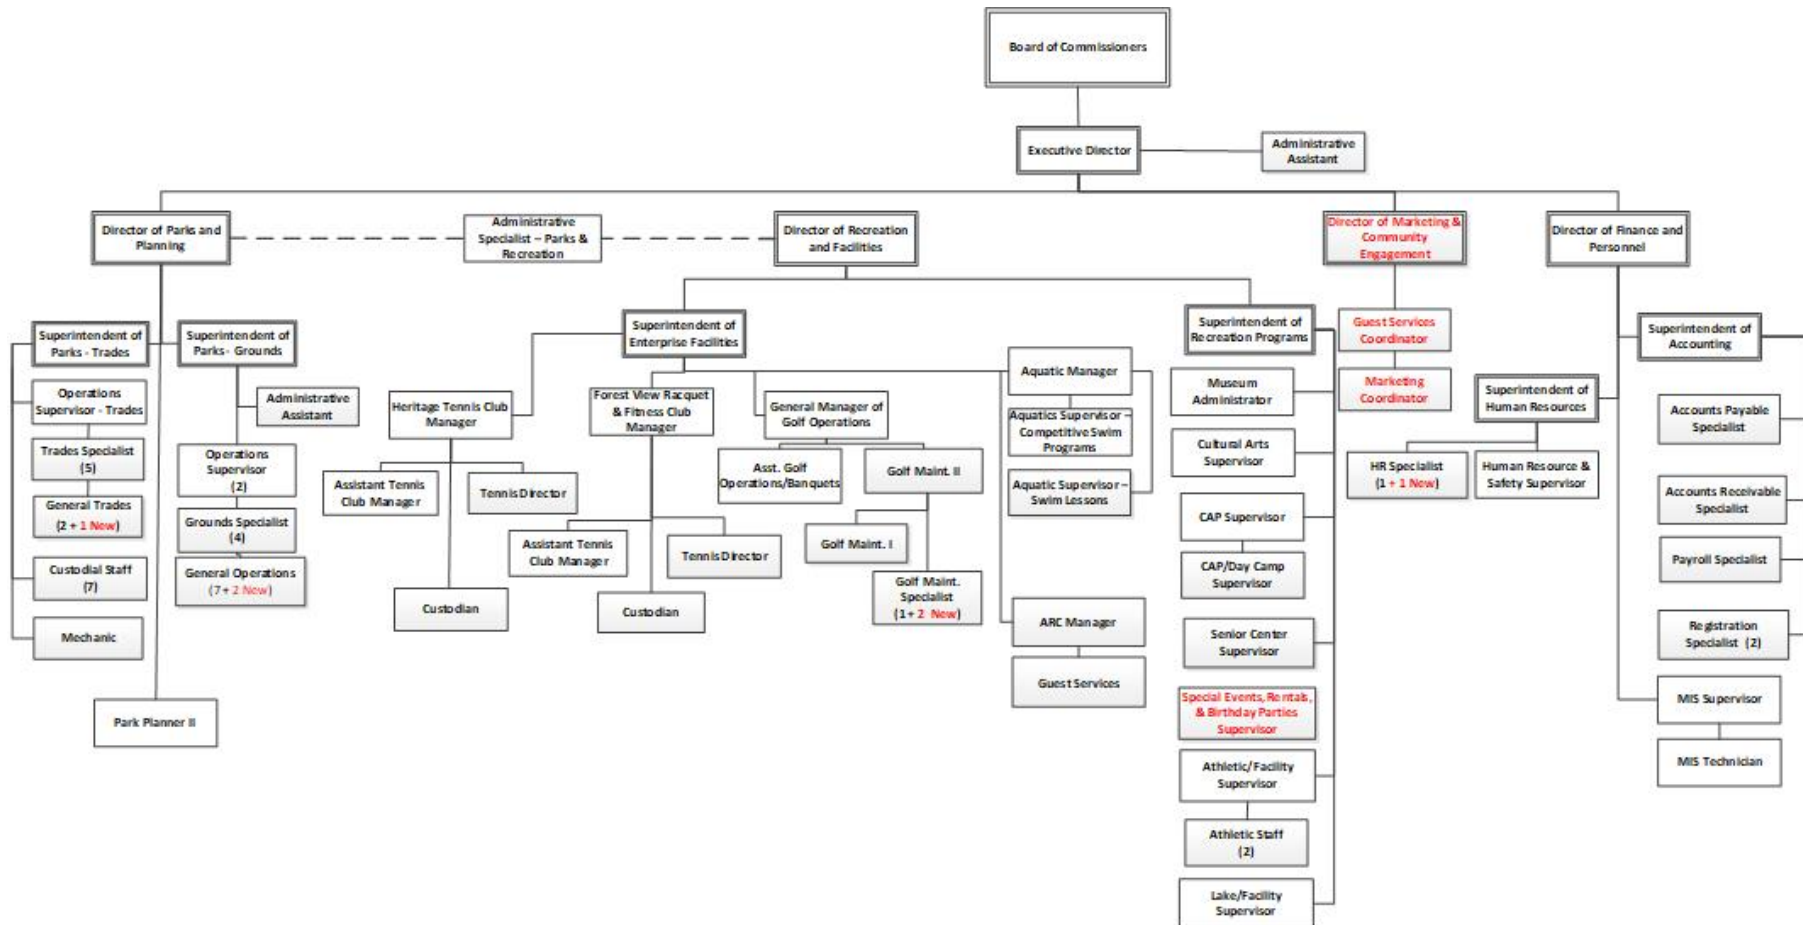 Board of Commissioners
Executive Director
Administrative
Assistant
Director of Parks and
Planning
Administrative
Specialist – Parks &
Recreation
Director of Recreation
and Facilities
Director of Marketing &
Community
Engagement
Director of Finance and
Personnel
Superintendent of
Parks - Trades
Superintendent of
Parks- Grounds
Superintendent of
Enterprise Facilities
Superintendent of
Recreation Programs
Guest Services
Coordinator
Superintendent of
Accounting
Operations
Supervisor - Trades
Administrative
Assistant
Heritage Tennis Club
Manager
Forest View Racquet
& Fitness Club
Manager
General Manager of
Golf Operations
Aquatic Manager
Museum
Administrator
Marketing
Coordinator
Superintendent of
Human Resources
Accounts Payable
Specialist
Trades Specialist
(5)
Operations
Supervisor
(2)
Assistant Tennis
Club Manager
Tennis Director
Asst. Golf
Operations/Banquets
Golf Maint. II
Aquatics Supervisor –
Competitive Swim
Programs
Aquatic Supervisor –
Swim Lessons
Cultural Arts
Supervisor
HR Specialist
(1 + 1 New)
Human Resource &
Safety Supervisor
Accounts Receivable
Specialist
General Trades
(2 + 1 New)
Grounds Specialist
(4)
Assistant Tennis
Club Manager
Tennis Director
Golf Maint. I
CAP Supervisor
Payroll Specialist
Custodial Staff
(7)
General Operations
(7 + 2 New)
Custodian
Custodian
Golf Maint.
Specialist
(1 + 2 New)
CAP/Day Camp
Supervisor
Mechanic
ARC Manager
Senior Center
Supervisor
Registration
Specialist (2)
Guest Services
Park Planner II
Special Events, Rentals,
& Birthday Parties
Supervisor
MIS Supervisor
Athletic/Facility
Supervisor
MIS Technician
Athletic Staff
(2)
Lake/Facility
Supervisor